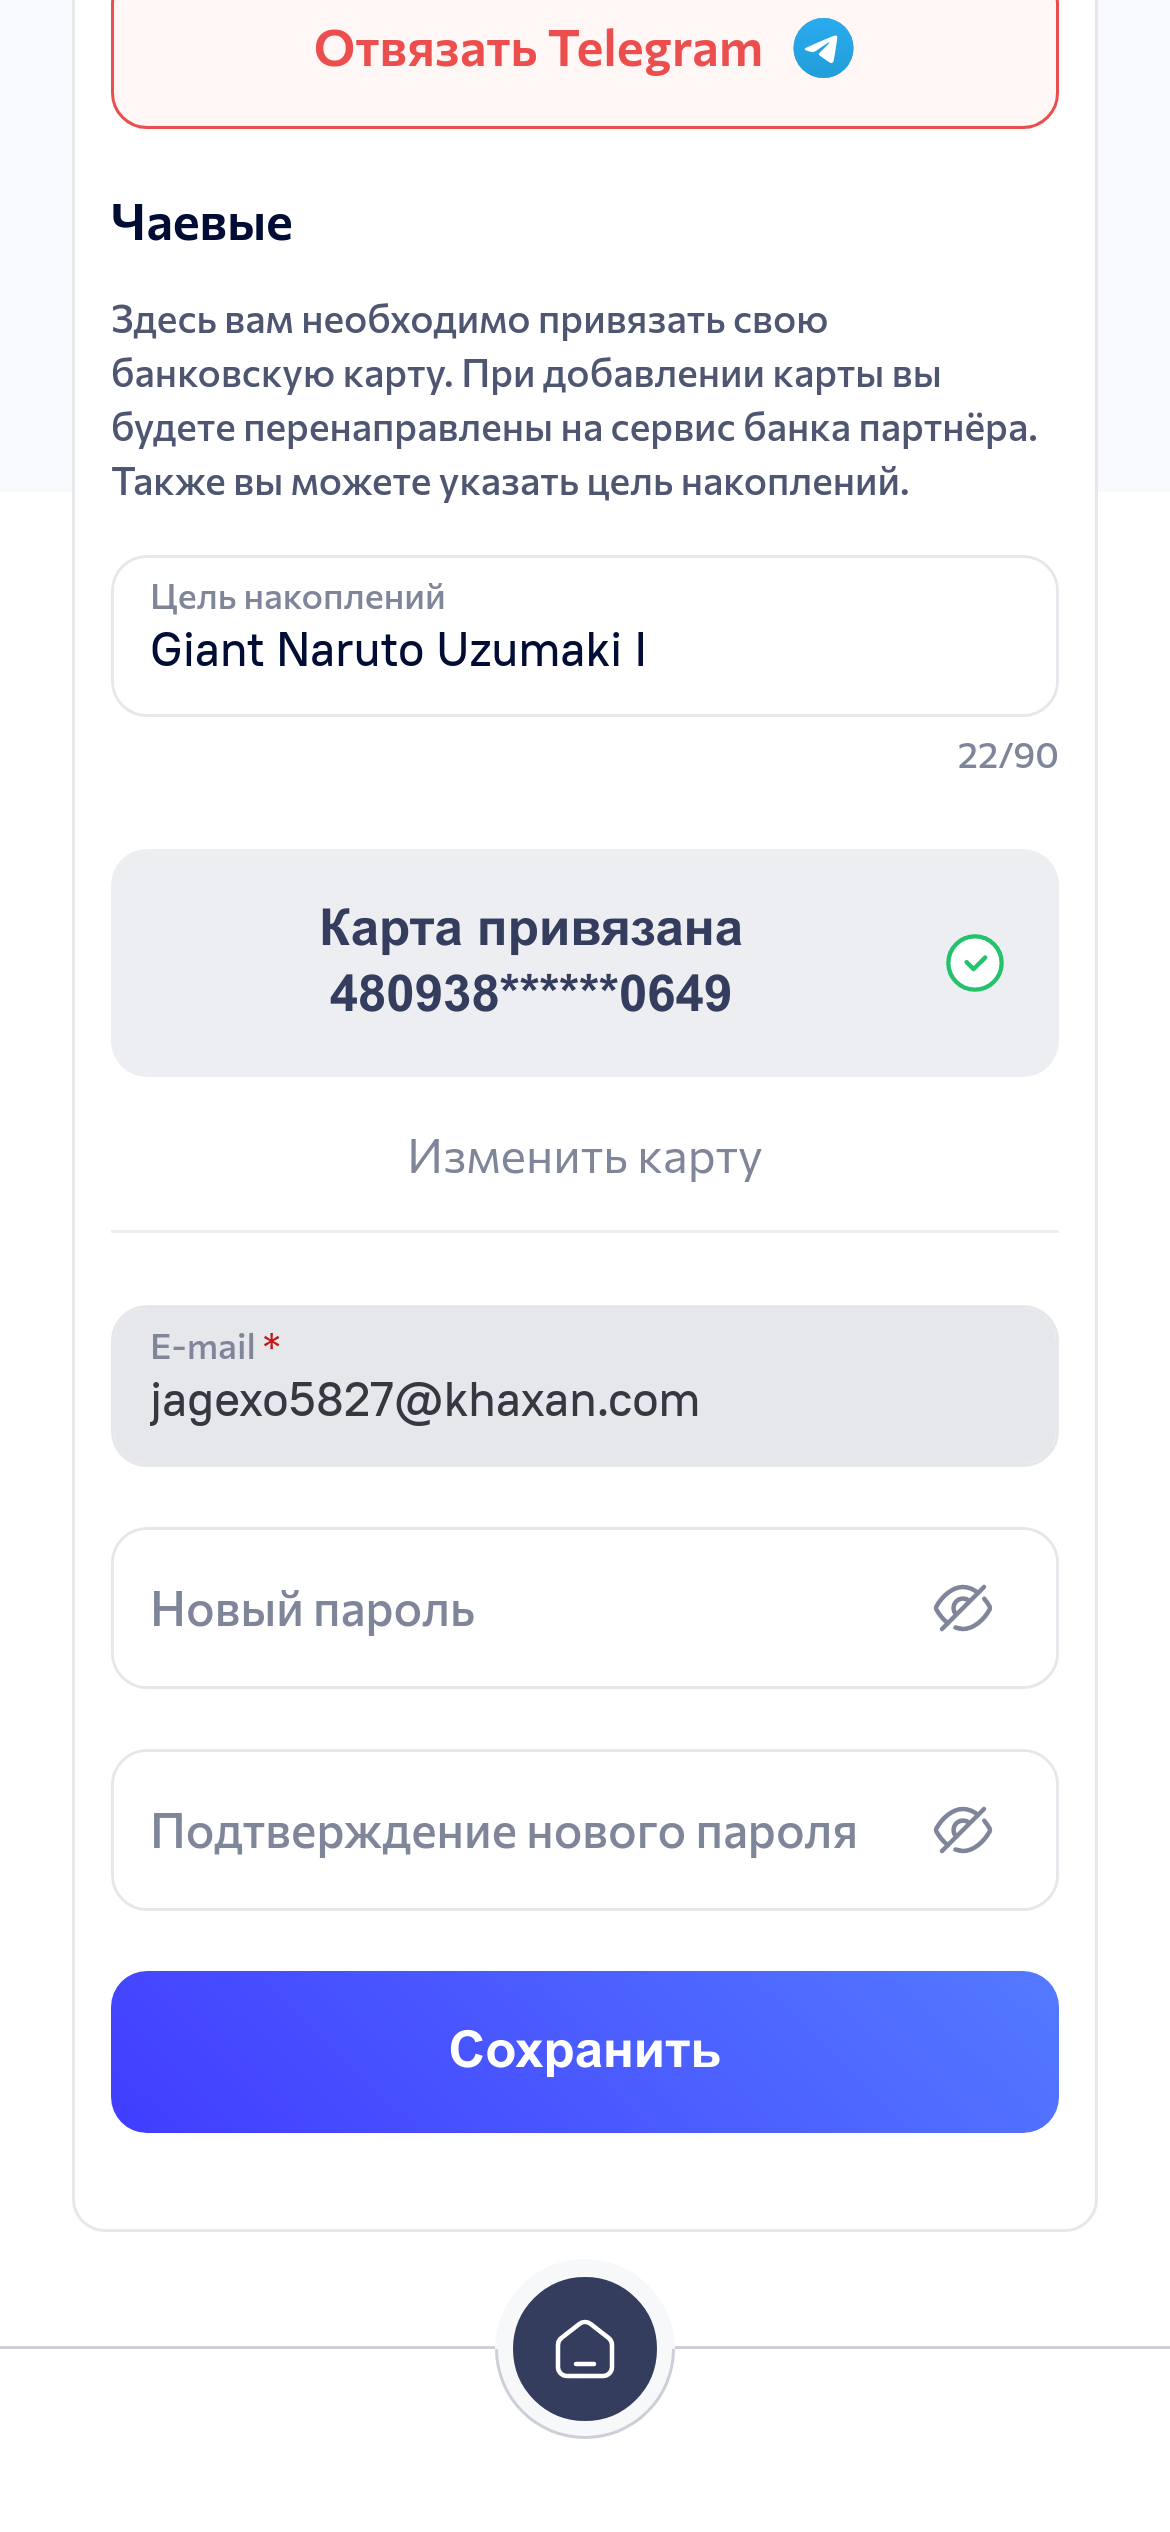 Отвязать Telegram
Чаевые
Здесь вам необходимо привязать свою
банковскую карту. При добавлении карты вы
будете перенаправлены на сервис банка партнёра.
Также вы можете указать цель накоплений.
Цель накоплений
Giant Naruto Uzumaki I
22/90
Карта привязана
480938******0649
Изменить карту
E-mail *
jagexo5827@khaxan.com
Новый пароль
Подтверждение нового пароля
Сохранить